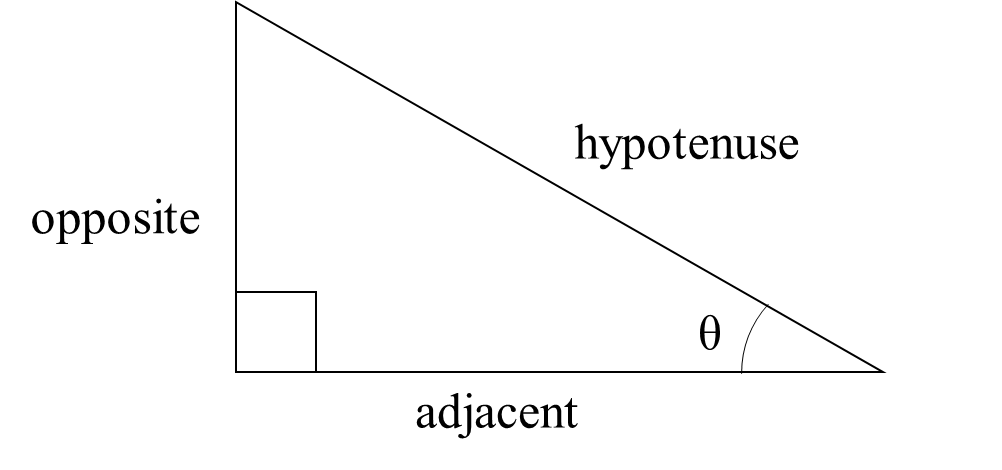 hypotenuse
opposite
θ
adjacent